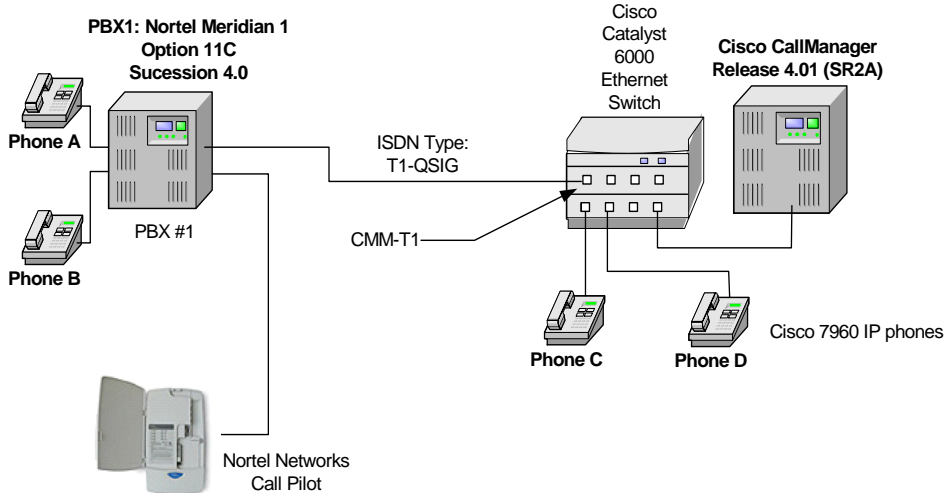 PBX1: Nortel Meridian 1
Option 11C
Sucession 4.0
Cisco
Catalyst
6000
Ethernet
Switch
Cisco CallManager
Release 4.01 (SR2A)
Phone A
ISDN Type:
T1-QSIG
PBX #1
CMM-T1
Phone B
Phone C
Phone D
Cisco 7960 IP phones
Nortel Networks
Call Pilot